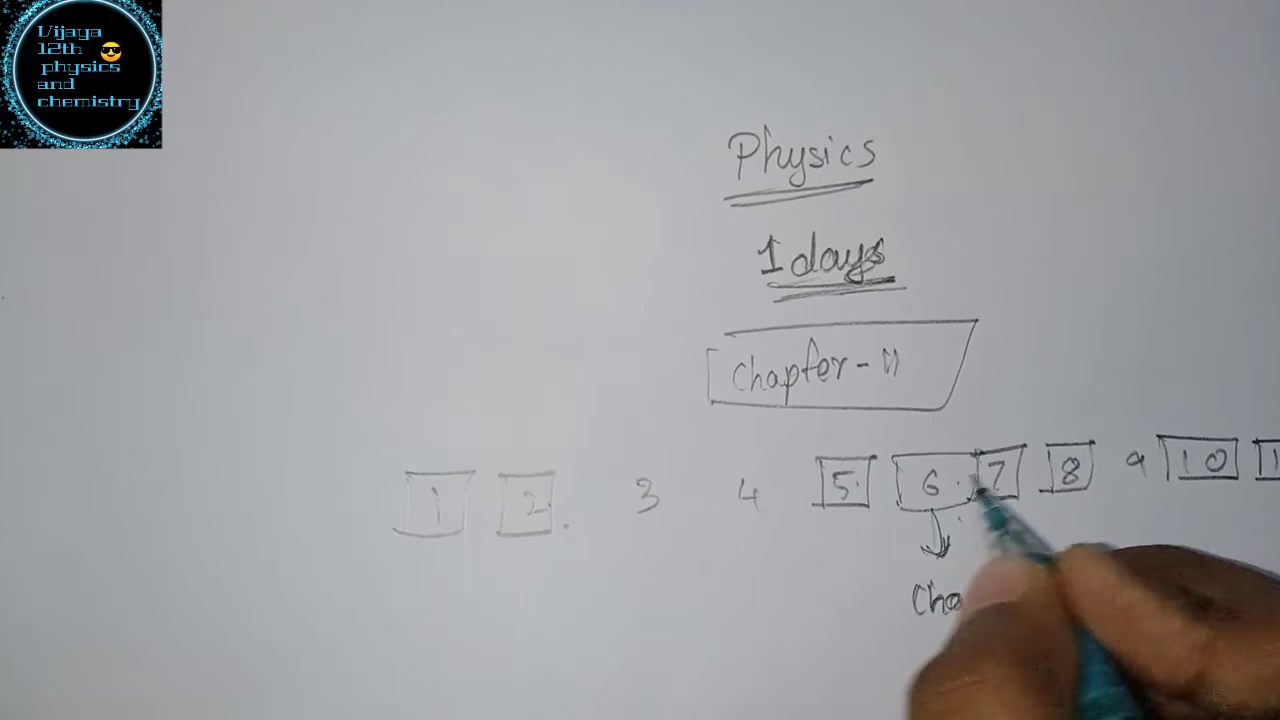 Vijaya
12th 😎
physics
and
chemistry
Physics
1 days
Chapter - 11
1 2. 3 4 5. 6. 7 8 9 10 1
Cha